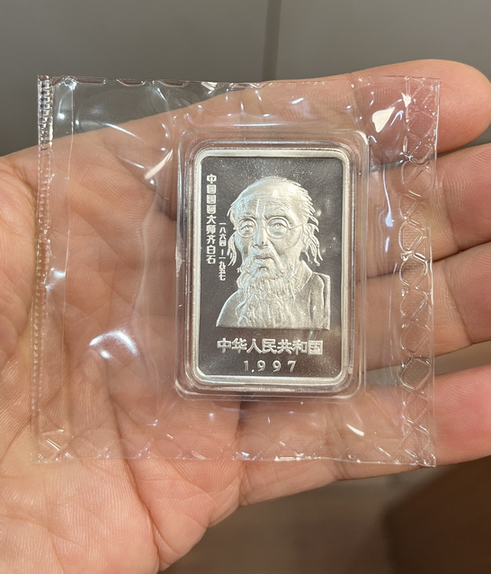 中国国画大师齐白石
一八六四-一九五七
中华人民共和国
1997